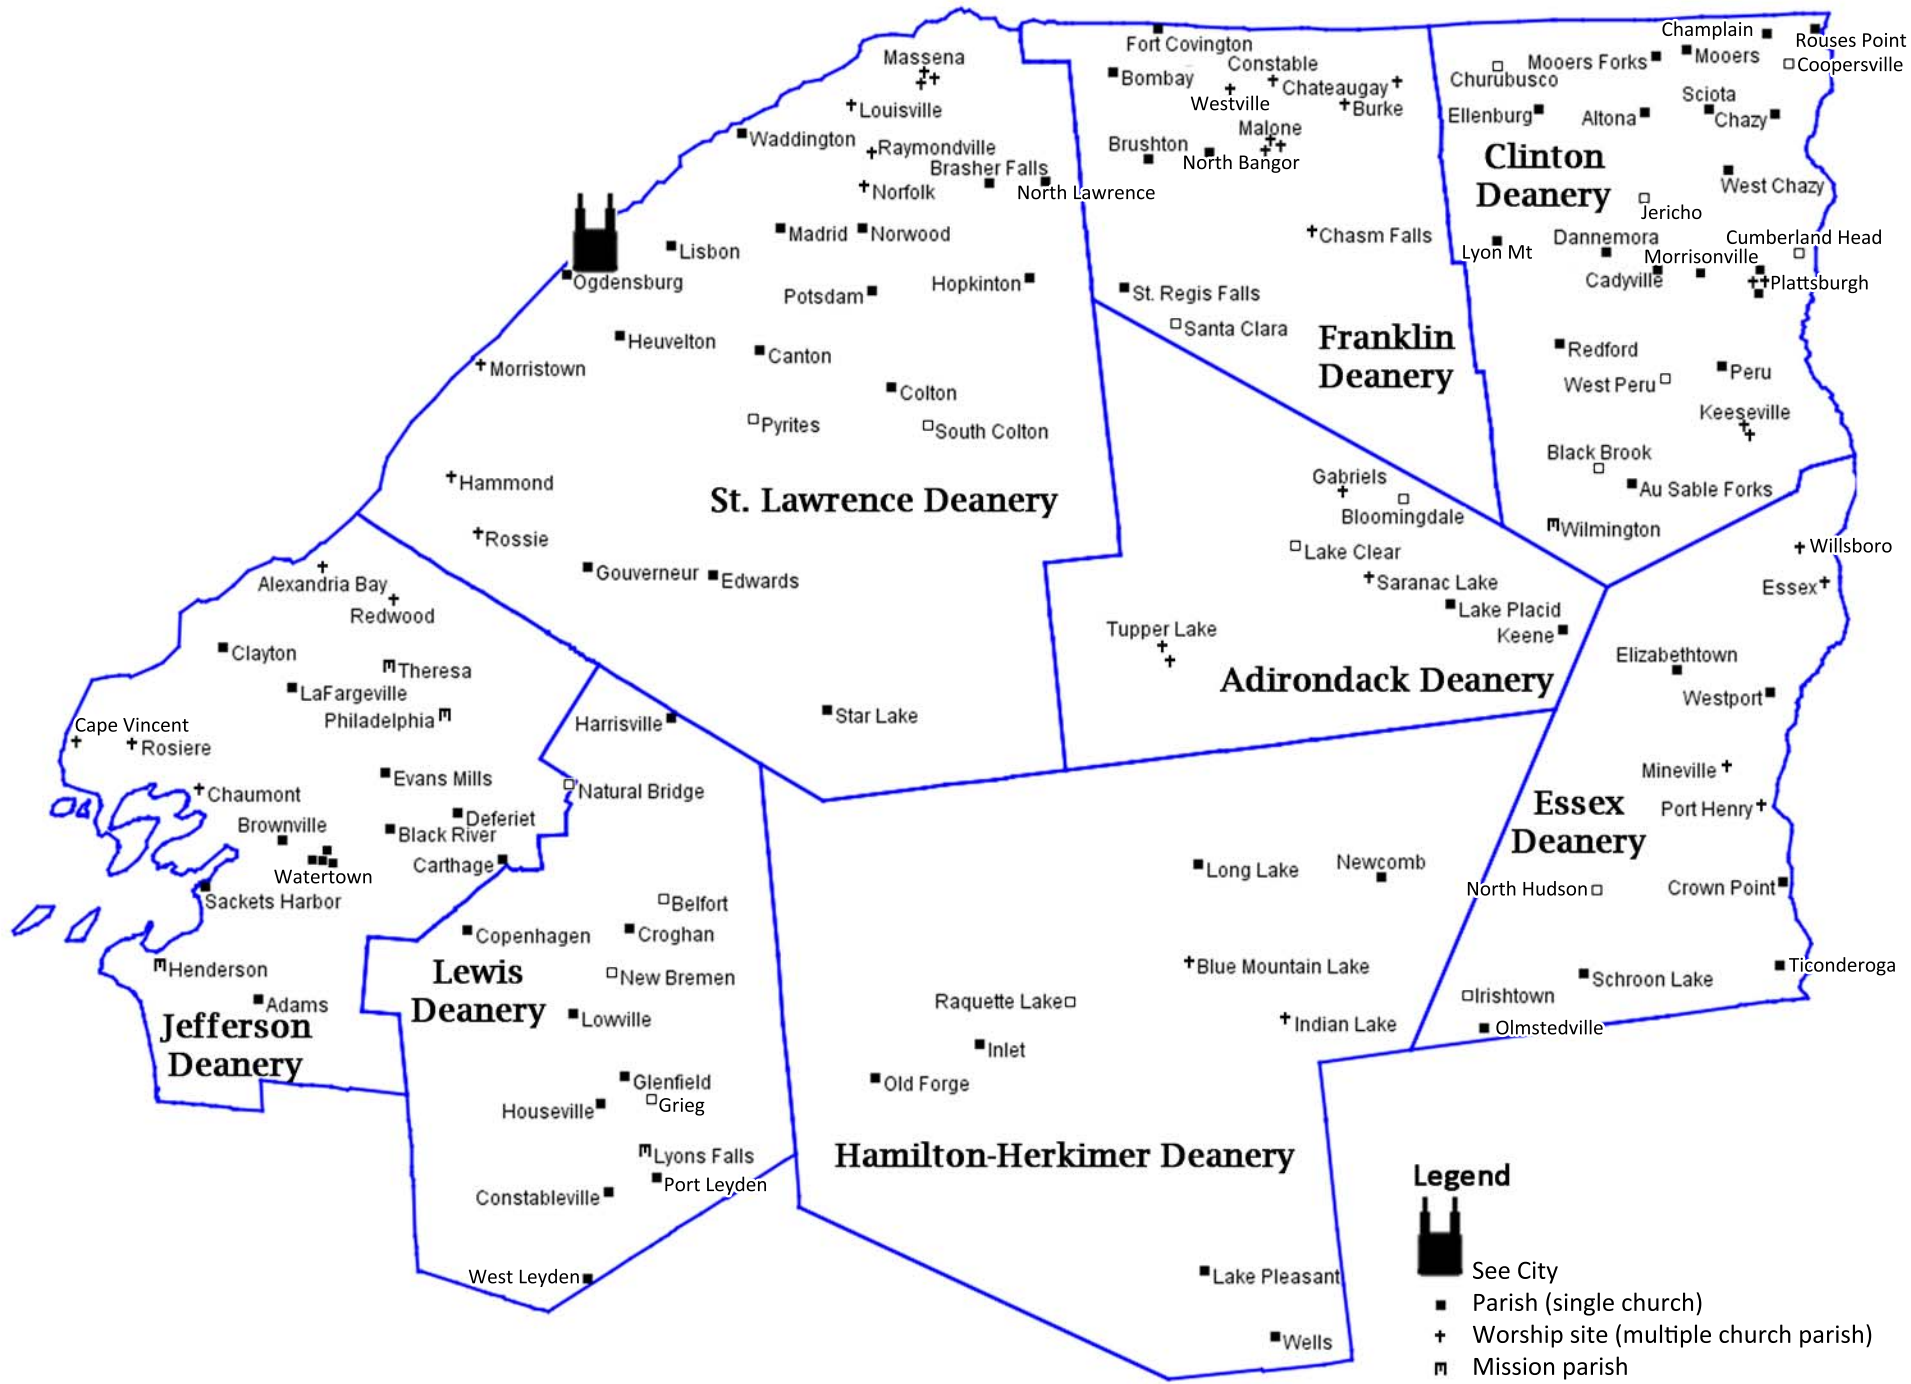 Massena
Louisville
Waddington
Raymondville
Brasher Falls
North Lawrence
Norfolk
Madrid
Norwood
Lisbon
Ogdensburg
Hopkinton
Potsdam
Heuvelton
Canton
Morristown
Colton
Pyrites
South Colton
Hammond
St. Lawrence Deanery
Rossie
Gouverneur
Edwards
Star Lake
Fort Covington
Constable
Bombay
Chateaugay
Westville
Burke
Malone
Brushton
North Bangor
Chasm Falls
St. Regis Falls
Santa Clara
Franklin
Deanery
Champlain
Rouses Point
Mooers Forks
Mooers
Coopersville
Churubusco
Sciota
Ellenburg
Altona
Chazy
Clinton
Deanery
West Chazy
Jericho
Dannemora
Cumberland Head
Lyon Mt
Morrisonville
Cadyville
Plattsburgh
Redford
West Peru
Peru
Keeseville
Black Brook
Au Sable Forks
Wilmington
Gabriels
Bloomingdale
Lake Clear
Saranac Lake
Lake Placid
Keene
Tupper Lake
Adirondack Deanery
Willsboro
Essex
Elizabethtown
Westport
Mineville
Port Henry
Essex
Deanery
North Hudson
Crown Point
Ticonderoga
Schroon Lake
Irishtown
Olmstedville
Alexandria Bay
Redwood
Clayton
Theresa
LaFargeville
Philadelphia
Cape Vincent
Rosiere
Evans Mills
Chaumont
Deferiet
Brownville
Black River
Carthage
Watertown
Sackets Harbor
Henderson
Adams
Jefferson
Deanery
Harrisville
Natural Bridge
Belfort
Copenhagen
Croghan
Lewis
Deanery
New Bremen
Lowville
Glenfield
Grieg
Houseville
Lyons Falls
Port Leyden
Constableville
West Leyden
Long Lake
Newcomb
Blue Mountain Lake
Raquette Lake
Indian Lake
Inlet
Old Forge
Hamilton-Herkimer Deanery
Lake Pleasant
Wells
Legend
See City
Parish (single church)
Worship site (multiple church parish)
Mission parish